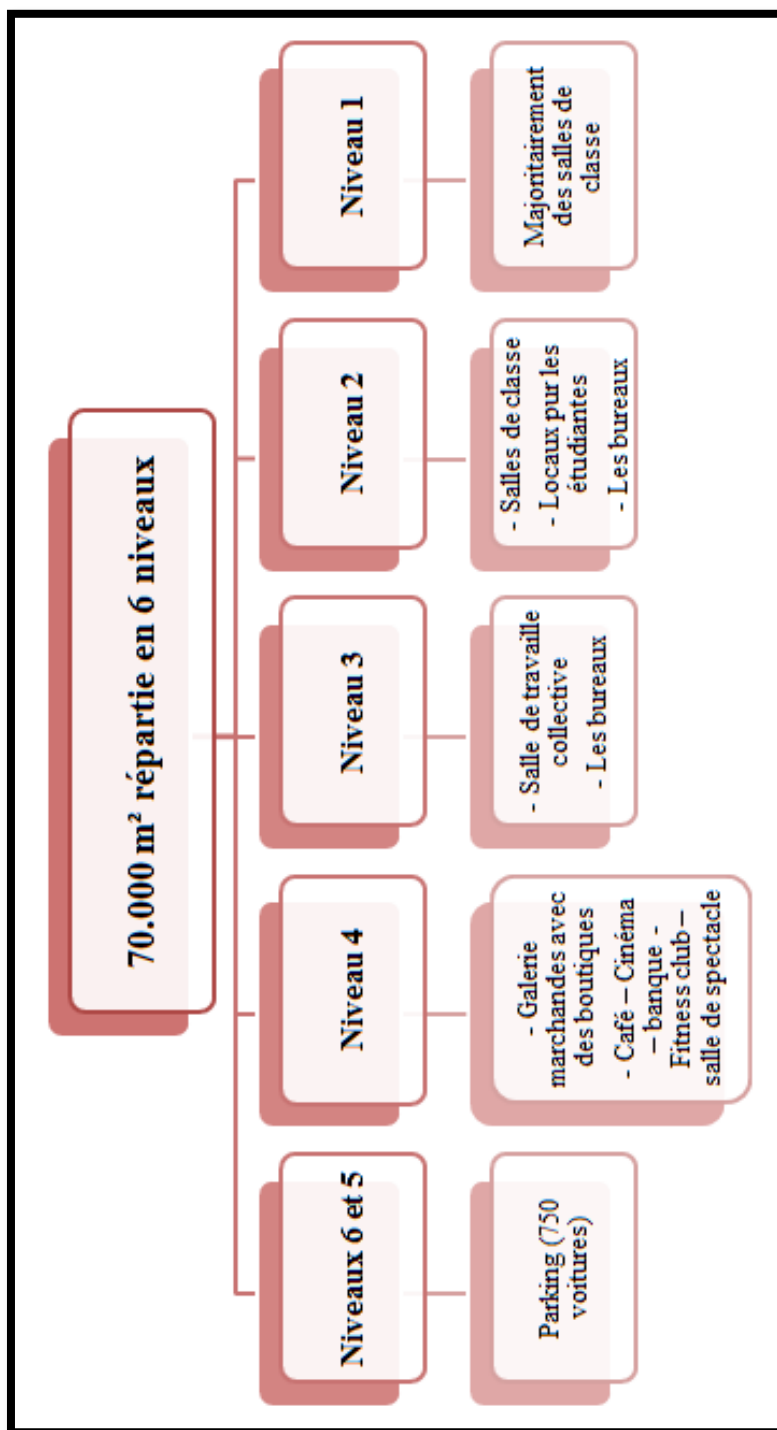 70.000 m² répartie en 6 niveaux
Niveaux 6 et 5
Parking (750
voitures)
Niveau 4
- Galerie
marchandes avec
des boutiques
- Café – Cinéma
– banque -
Fitness club –
salle de spectacle
Niveau 3
- Salle de travaille
collective
- Les bureaux
Niveau 2
- Salles de classe
- Locaux pur les
étudiantes
- Les bureaux
Niveau 1
Majoritairement
des salles de
classe